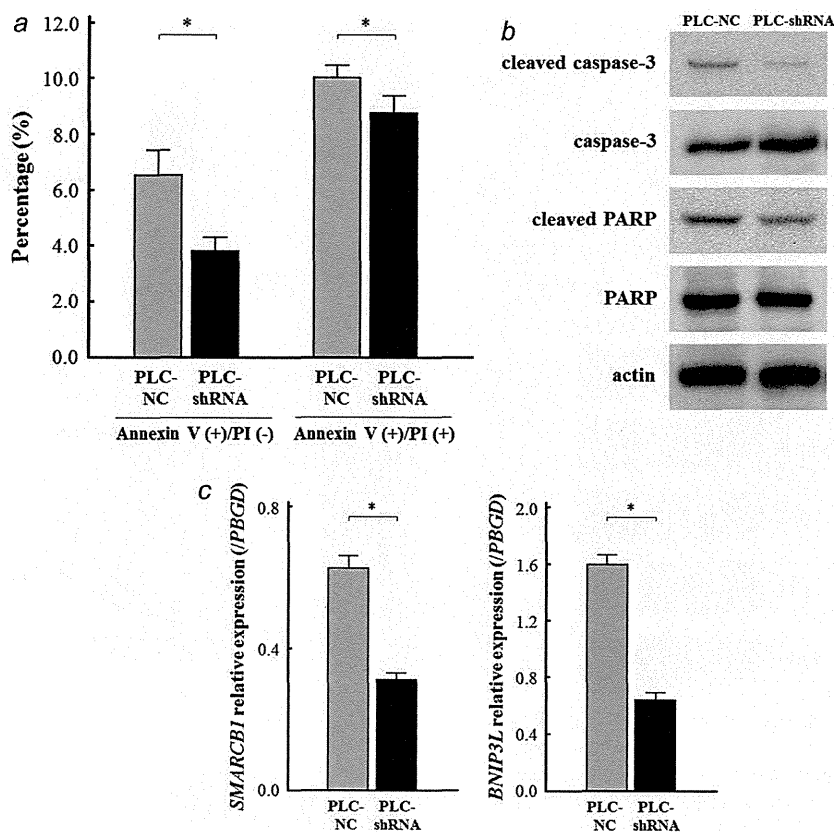 a
*
*
12.0
10.0
8.0
6.0
4.0
2.0
0.0
Percentage (%)
PLC-
NC
PLC-
shRNA
PLC-
NC
PLC-
shRNA
Annexin V (+)/PI (-)
Annexin V (+)/PI (+)
b
PLC-NC PLC-shRNA
cleaved caspase-3
caspase-3
cleaved PARP
PARP
actin
c
SMARCB1 relative expression (/PBGD)
0.8
0.4
0.0
*
PLC-
NC
PLC-
shRNA
BNIP3L relative expression (/PBGD)
2.0
1.6
1.2
0.8
0.4
0.0
*
PLC-
NC
PLC-
shRNA